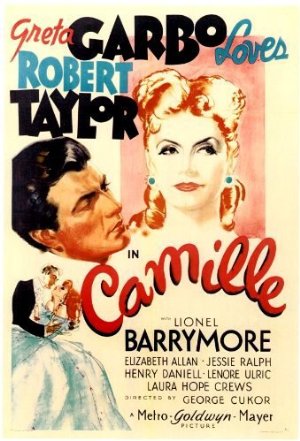 Greta GARBO Loves
ROBERT
TAYLOR
IN
Camille
WITH LIONEL
BARRYMORE
ELIZABETH ALLAN · JESSIE RALPH
HENRY DANIELL · LENORE ULRIC
LAURA HOPE CREWS
DIRECTED BY GEORGE CUKOR
A Metro-Goldwyn-Mayer
PICTURE